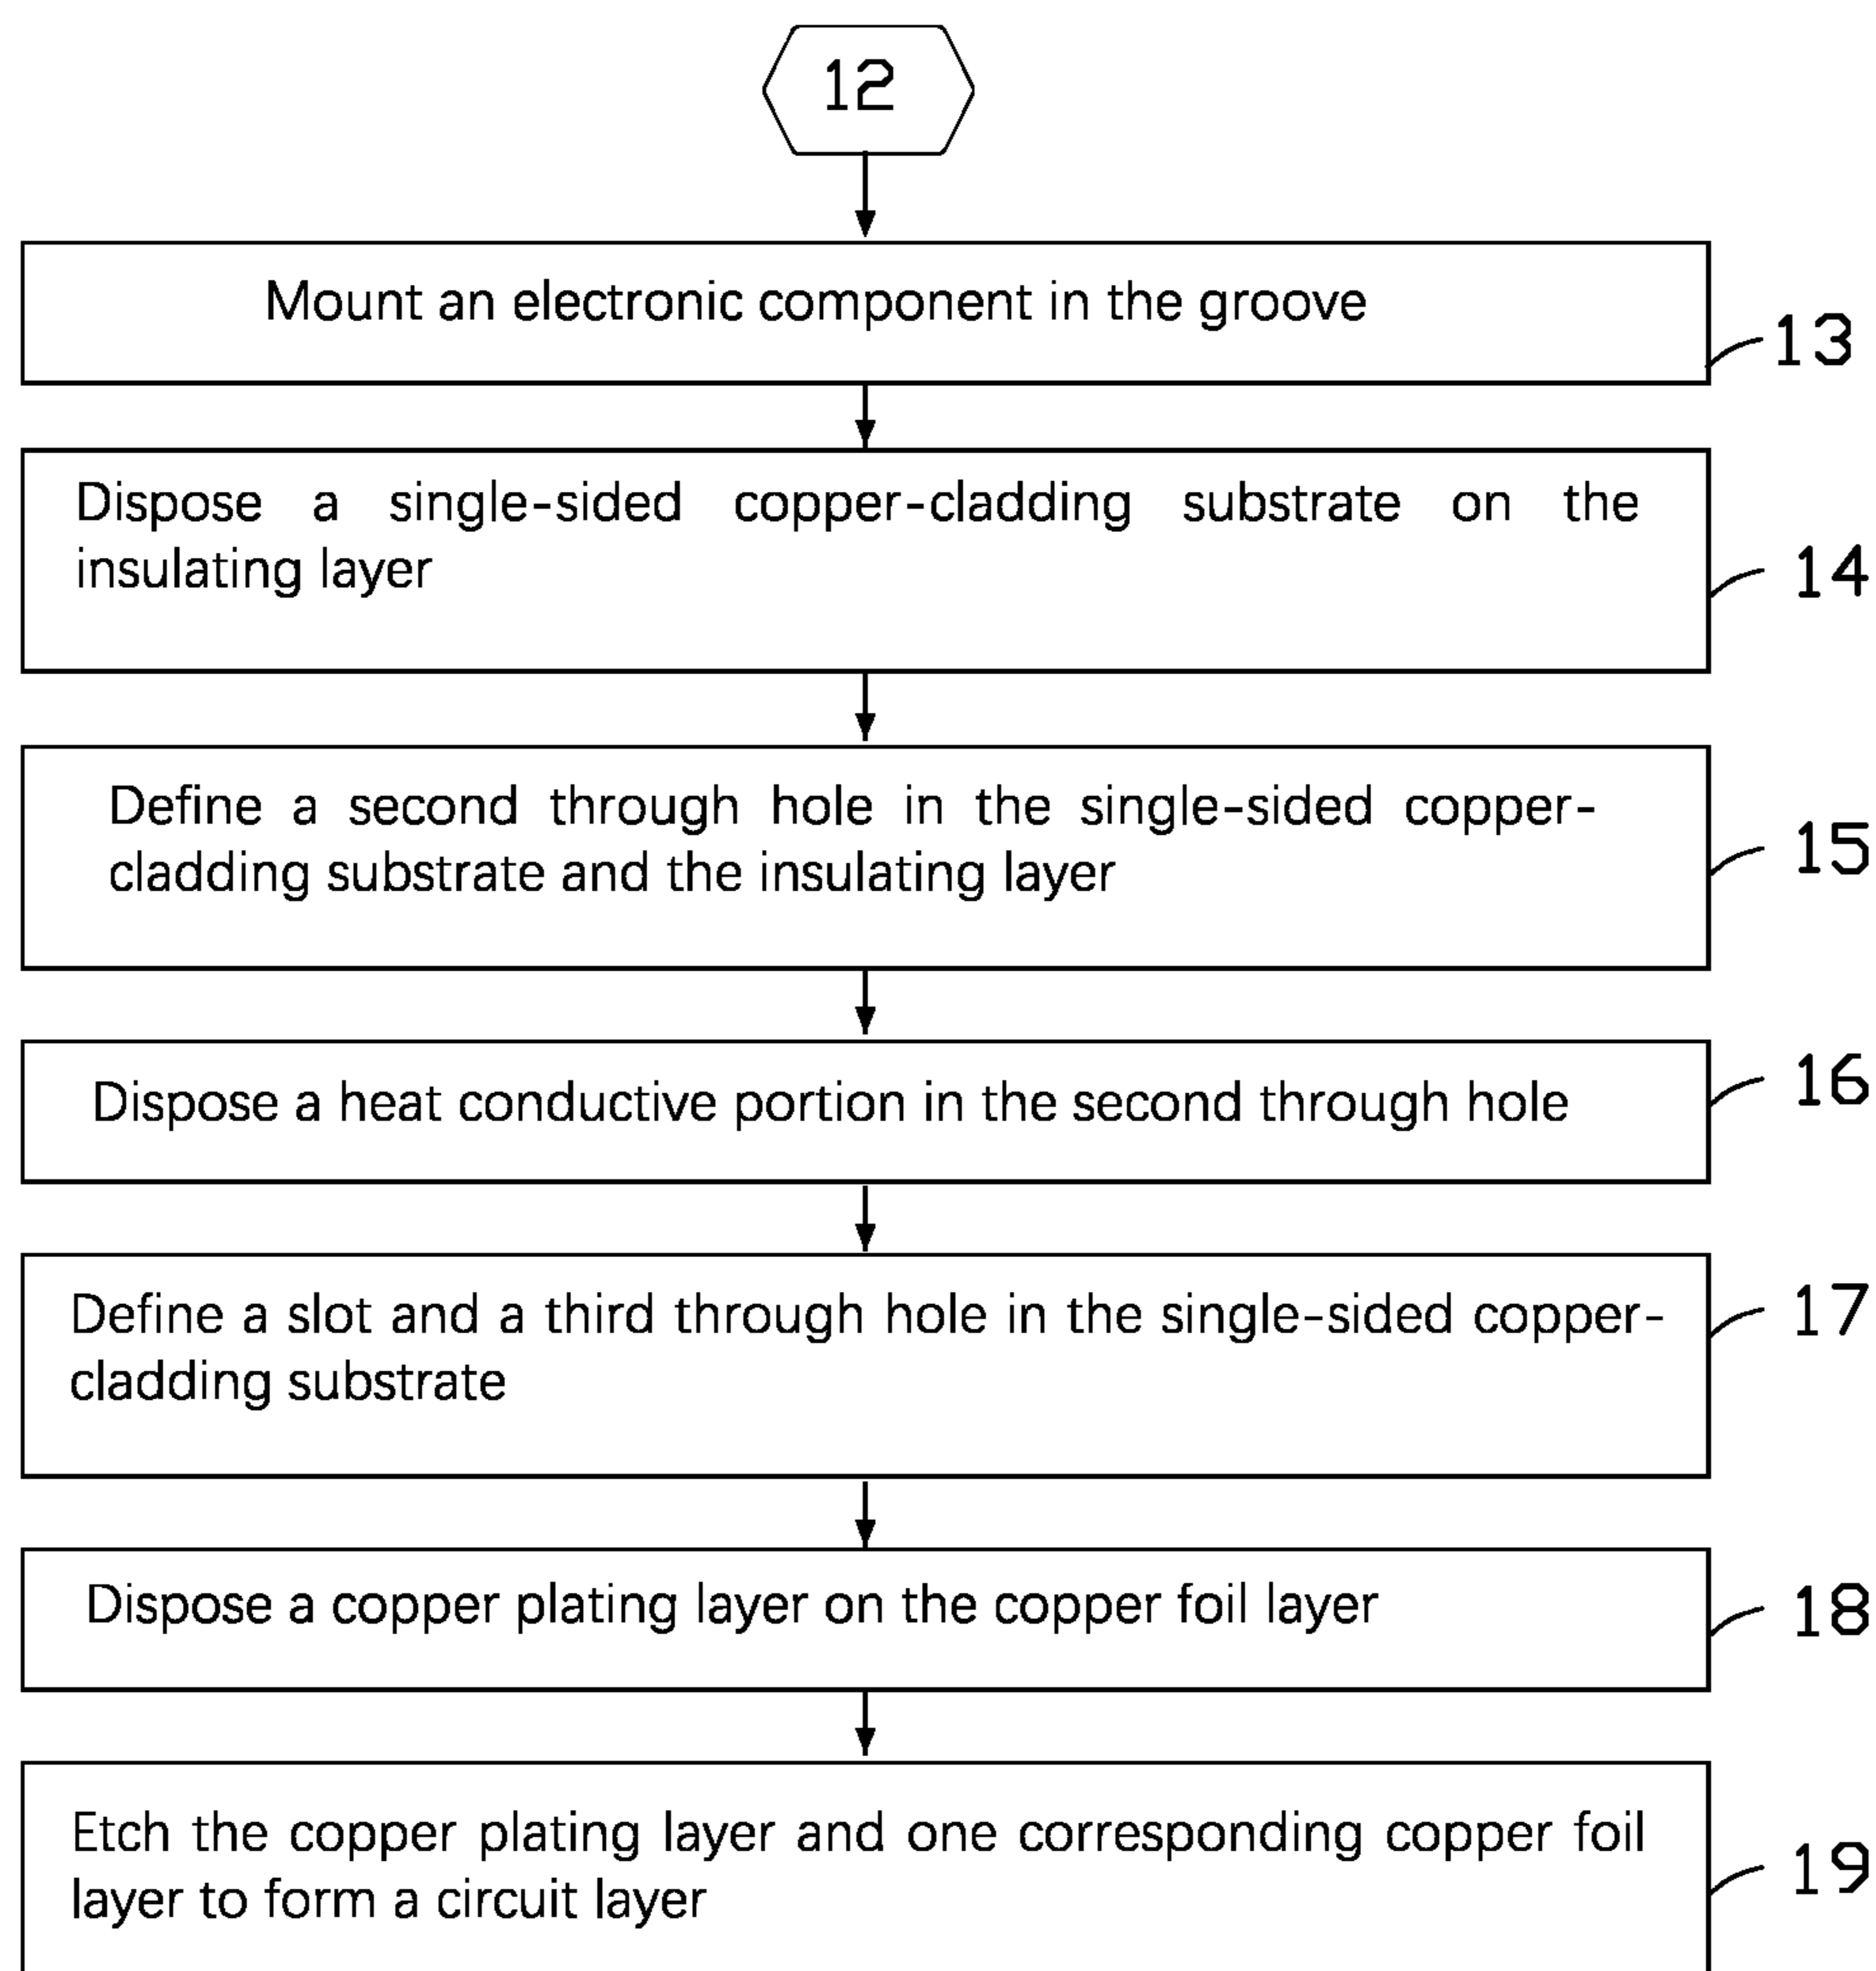 12
Mount an electronic component in the groove
13
Dispose a single-sided copper-cladding substrate on the
insulating layer
14
Define a second through hole in the single-sided copper-
cladding substrate and the insulating layer
15
Dispose a heat conductive portion in the second through hole
16
Define a slot and a third through hole in the single-sided copper-
cladding substrate
17
Dispose a copper plating layer on the copper foil layer
18
Etch the copper plating layer and one corresponding copper foil
layer to form a circuit layer
19